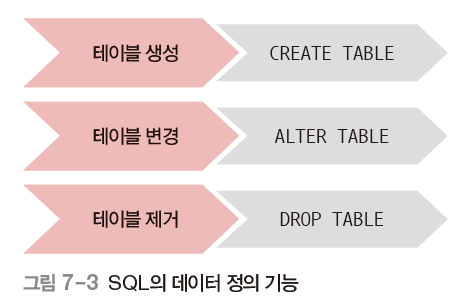 테이블 생성 CREATE TABLE
테이블 변경 ALTER TABLE
테이블 제거 DROP TABLE
그림 7-3 SQL의 데이터 정의 기능